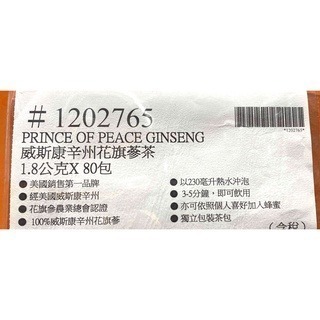 # 1202765
*1202765*
PRINCE OF PEACE GINSENG
威斯康辛州花旗蔘茶
1.8公克X 80包
●美國銷售第一品牌
●經美國威斯康辛州
●花旗參農業總會認證
●100%威斯康辛州花旗蔘
●以230毫升熱水沖泡
●3-5分鐘，即可飲用
●亦可依照個人喜好加入蜂蜜
●獨立包裝茶包
(含稅)